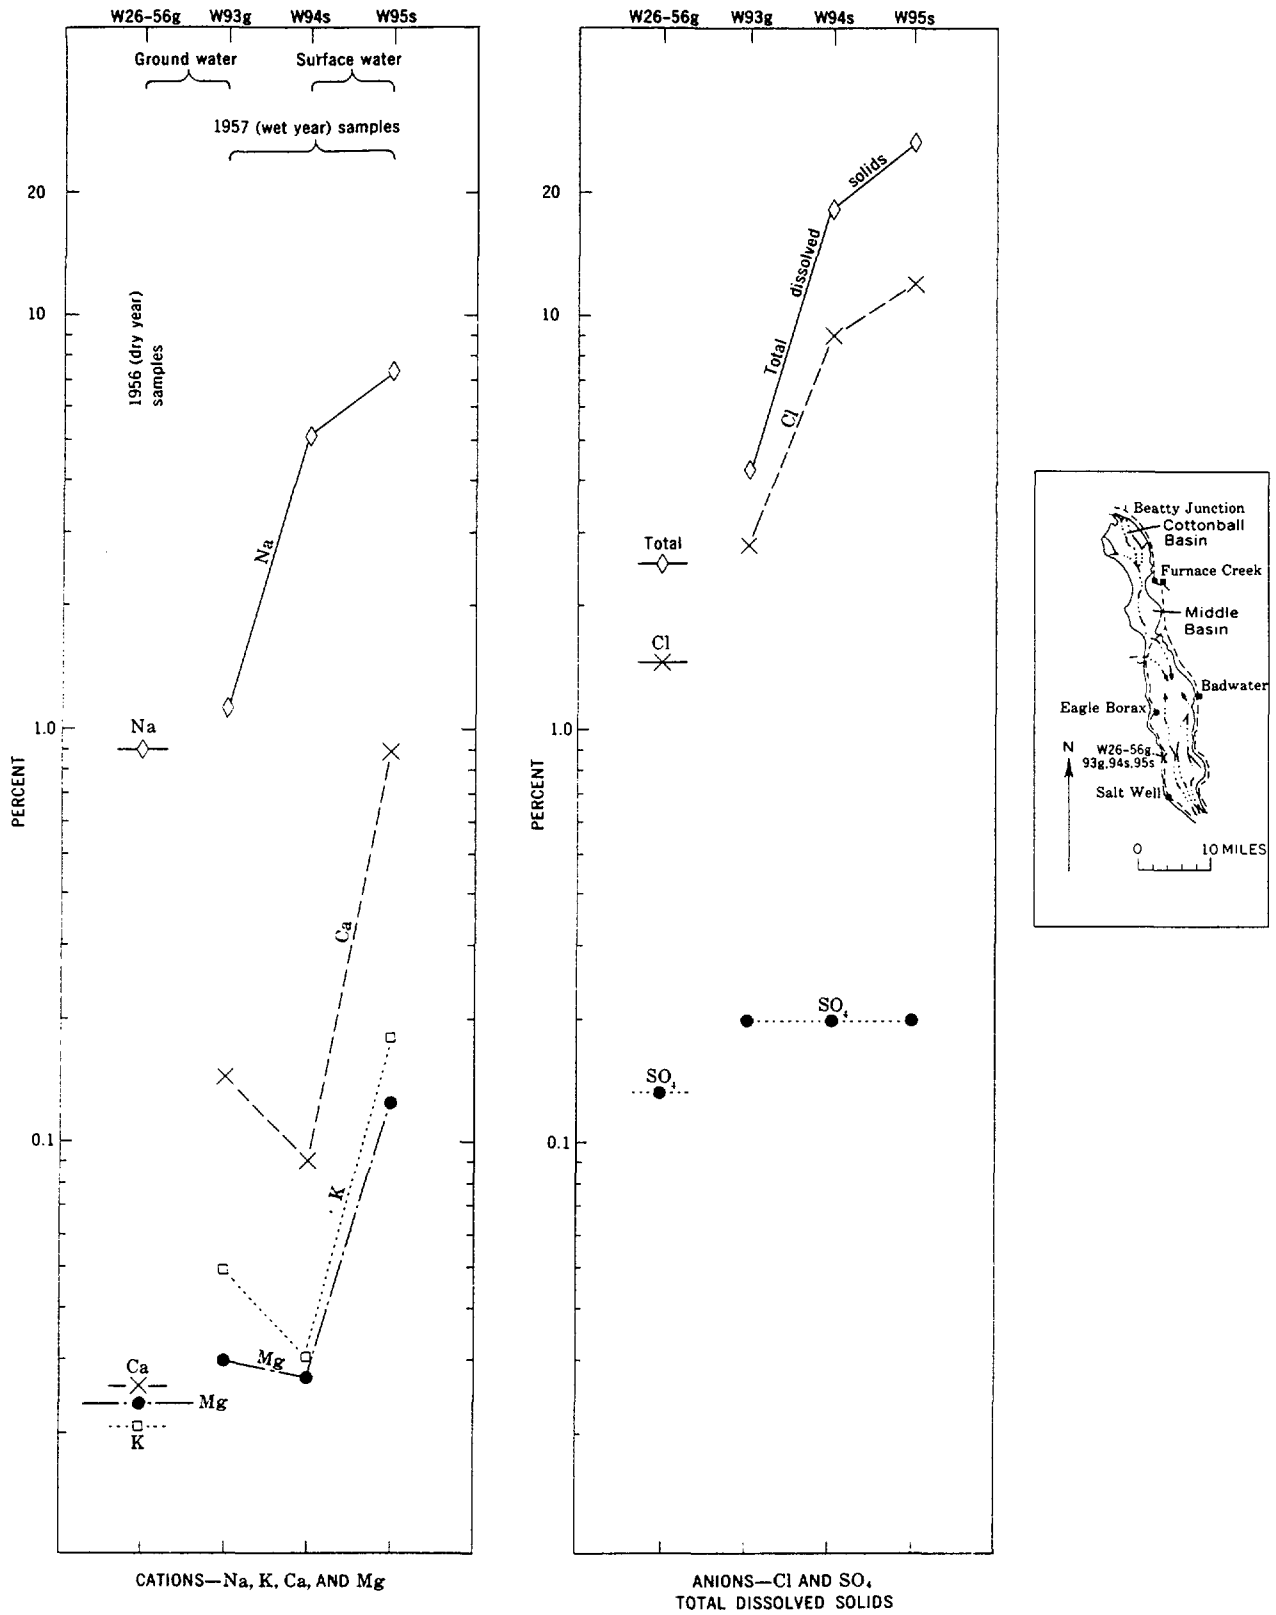 W26-56g W93g W94s W95s
Ground water Surface water
1957 (wet year) samples
20
10
1956 (dry year)
samples
Na
Na
1.0
PERCENT
Ca
0.1
K
Mg
Ca
Mg
K
CATIONS—Na, K, Ca, AND Mg
W26-56g W93g W94s W95s
20
10
Total dissolved solids
Cl
Total
Cl
1.0
PERCENT
SO₄
SO₄
0.1
ANIONS—Cl AND SO₄
TOTAL DISSOLVED SOLIDS
Beatty Junction
Cottonball
Basin
Furnace Creek
Middle
Basin
Badwater
Eagle Borax
N
W26-56g,
93g, 94s, 95s
Salt Well
0 10 MILES